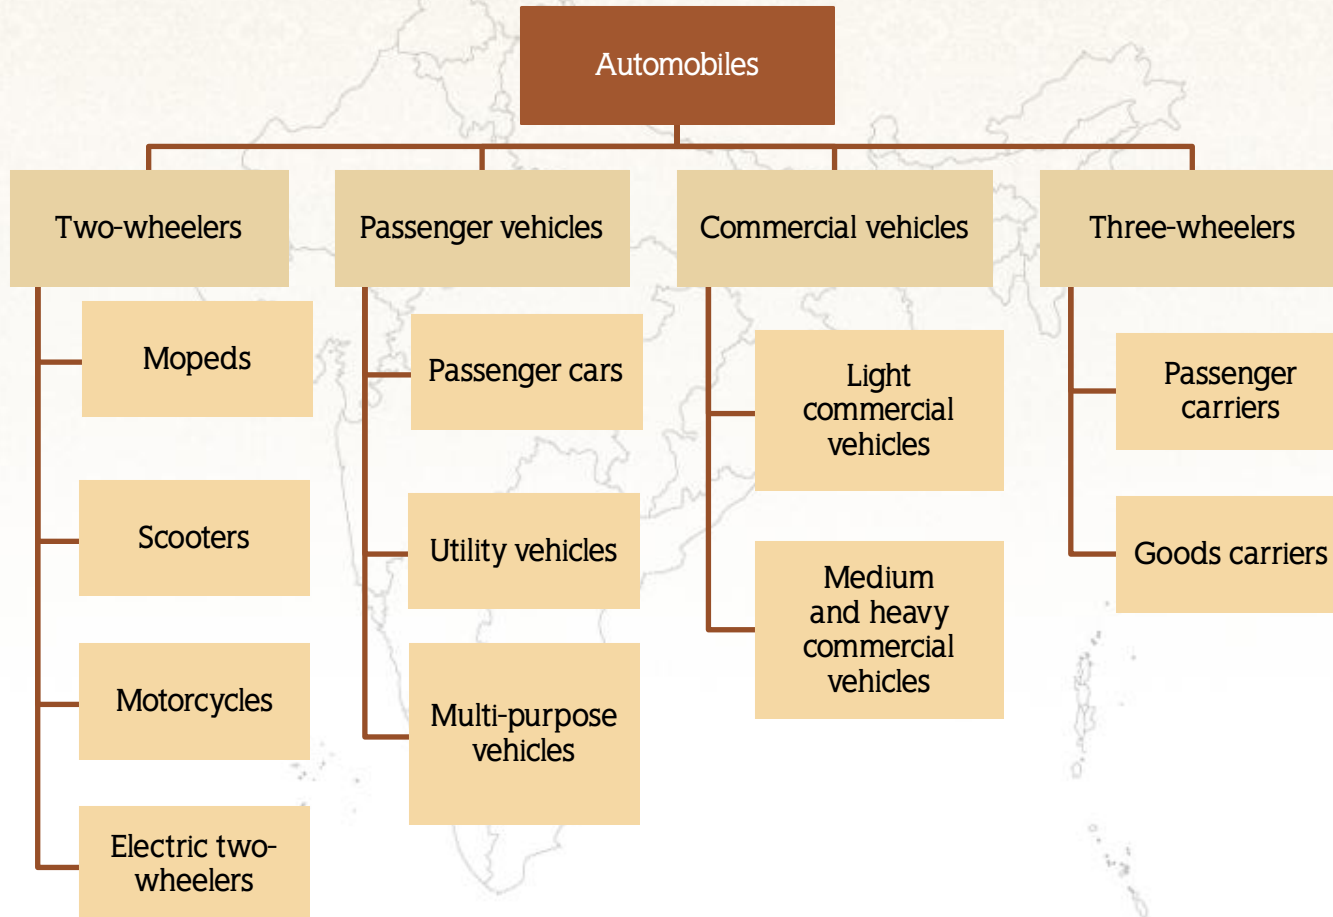 Automobiles
Two-wheelers
Mopeds
Scooters
Motorcycles
Electric two-
wheelers
Passenger vehicles
Passenger cars
Utility vehicles
Multi-purpose
vehicles
Commercial vehicles
Light
commercial
vehicles
Medium
and heavy
commercial
vehicles
Three-wheelers
Passenger
carriers
Goods carriers